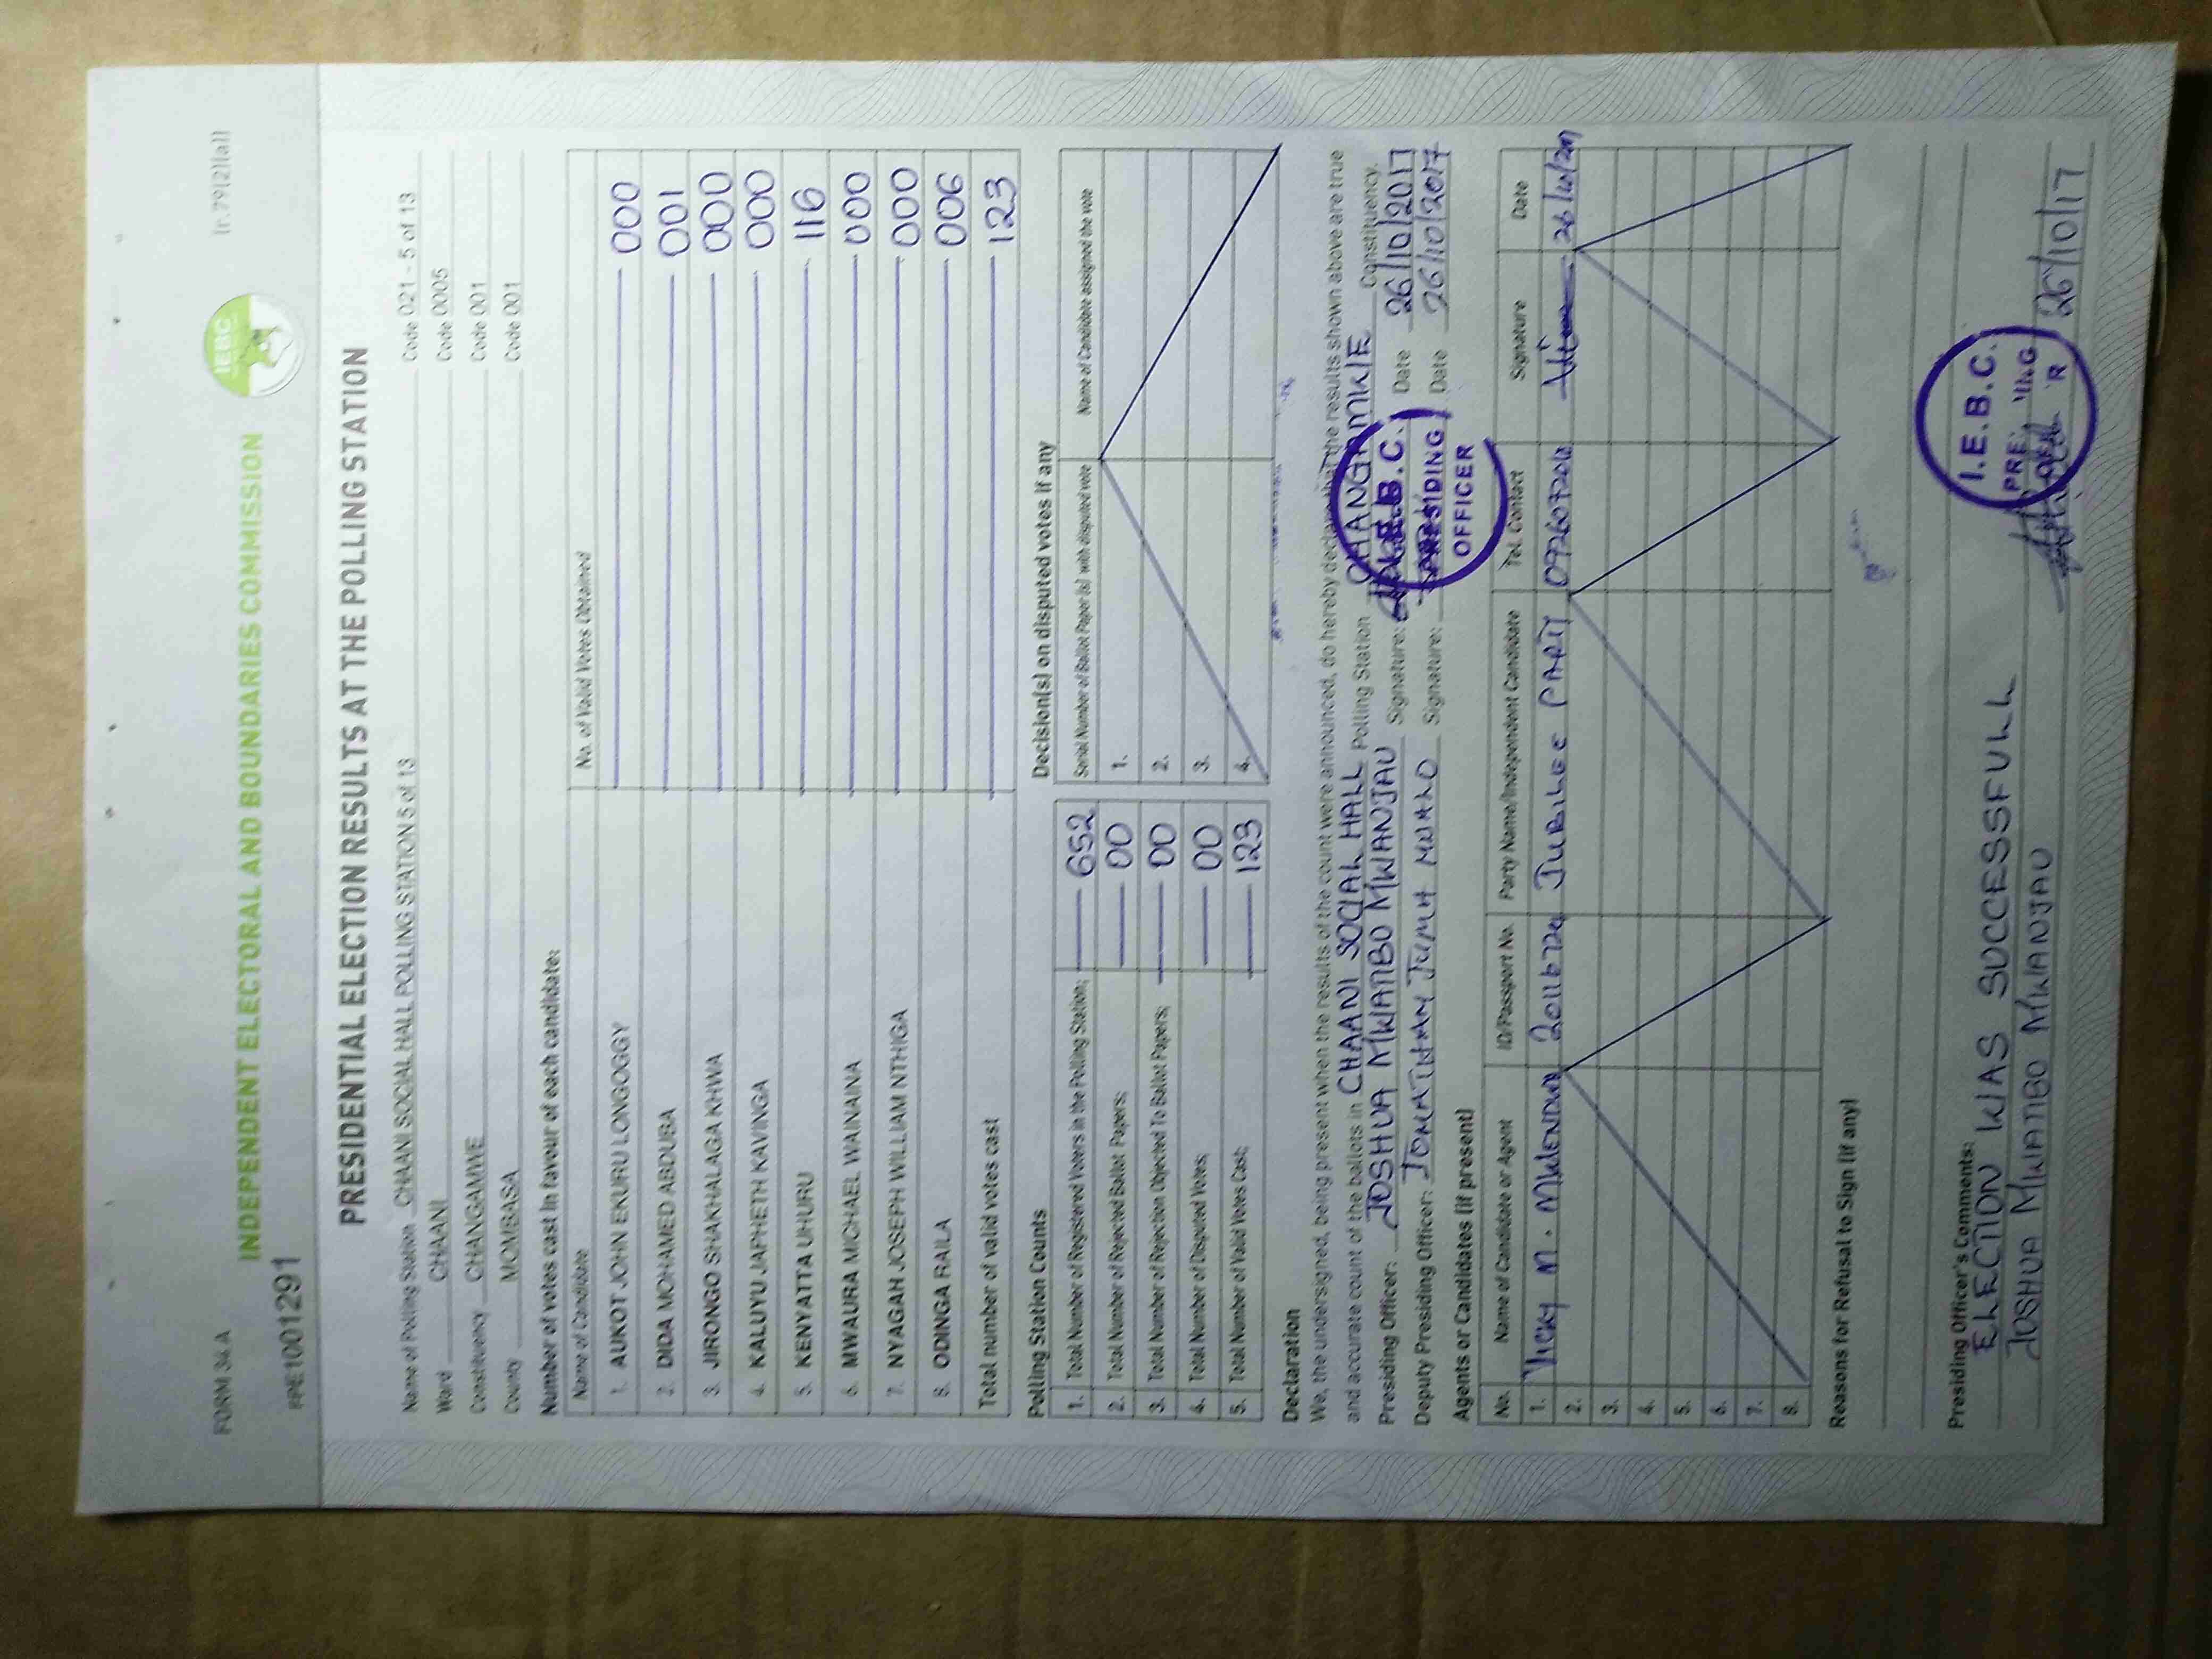 FORM 34A
(r.79(2)(a))
INDEPENDENT ELECTORAL AND BOUNDARIES COMMISSION
IEBC
#PE1001291
PRESIDENTIAL ELECTION RESULTS AT THE POLLING STATION
Name of Polling Station CHAANI SOCIAL HALL POLLING STATION 5 of 13 Code 021 - 5 of 13
Ward CHAANI Code 0005
Constituency CHANGAMWE Code 001
County MOMBASA Code 001
Number of votes cast in favour of each candidate:
Name of Candidate No. of Valid Votes Obtained
1. AUKOT JOHN EKURU LONGOGGY 000
2. DIDA MOHAMED ABDUBA 001
3. JIRONGO SHAKHALAGA KHWA 000
4. KALUYU JAPHETH KAVINGA 000
5. KENYATTA UHURU 116
6. MWAURA MICHAEL WAINAINA 000
7. NYAGAH JOSEPH WILLIAM NTHIGA 000
8. ODINGA RAILA 006
Total number of valid votes cast 123
Polling Station Counts
1. Total Number of Registered Voters in the Polling Station; 652
2. Total Number of Rejected Ballot Papers; 00
3. Total Number of Rejection Objected To Ballot Papers; 00
4. Total Number of Disputed Votes; 00
5. Total Number of Valid Votes Cast; 123
Decision(s) on disputed votes if any
Serial Number of Ballot Paper (s) with disputed vote Name of Candidate assigned the vote
1.
2.
3.
4.
Declaration
We, the undersigned, being present when the results of the count were announced, do hereby declare that the results shown above are true
and accurate count of the ballots in CHAANI SOCIAL HALL Polling Station CHANGAMWE Constituency.
Presiding Officer: JOSHUA MWAMBO MWANJAU Signature: Date 26/10/2017
Deputy Presiding Officer: JONATHAN JUMA MWALO Signature: Date 26/10/2017
I.E.B.C.
PRESIDING
OFFICER
Agents or Candidates (if present)
No. Name of Candidate or Agent ID/Passport No. Party Name/Independent Candidate Tel. Contact Signature Date
1. M. JUBILEE PARTY 26/10/2017
2.
3.
4.
5.
6.
7.
8.
Reasons for Refusal to Sign (if any)
Presiding Officer's Comments:
ELECTION WAS SUCCESSFULL
JOSHUA MWAMBO MWANJAU 26/10/17
I.E.B.C.